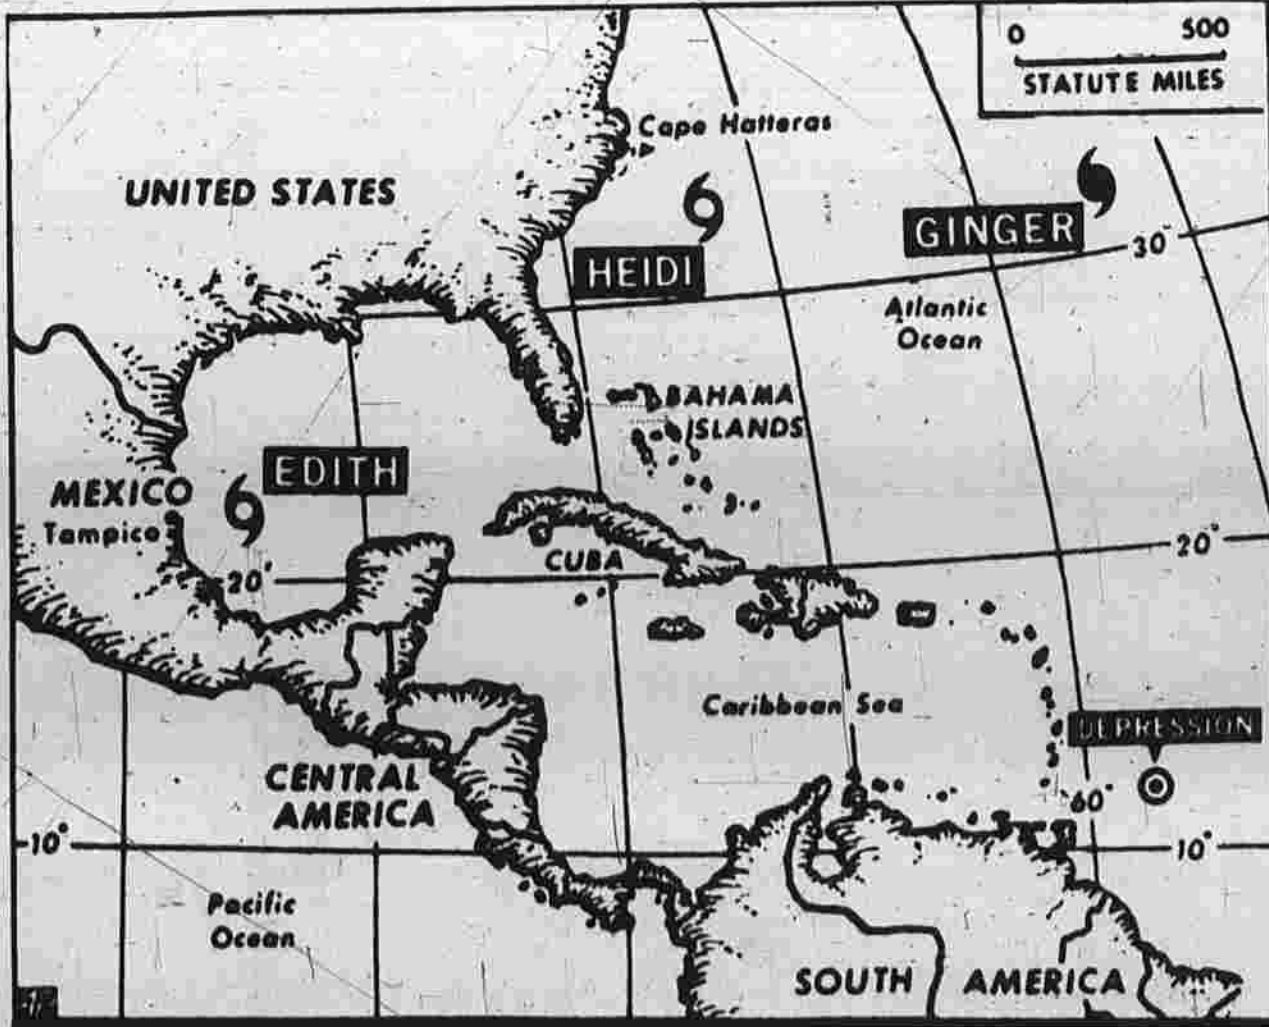 0 500
STATUTE MILES
Cape Hatteras
UNITED STATES
GINGER
HEIDI
30°
Atlantic
Ocean
BAHAMA
ISLANDS
EDITH
MEXICO
Tampico
CUBA
20°
20°
Caribbean Sea
DEPRESSION
CENTRAL
AMERICA
60°
10°
10°
Pacific
Ocean
SOUTH AMERICA